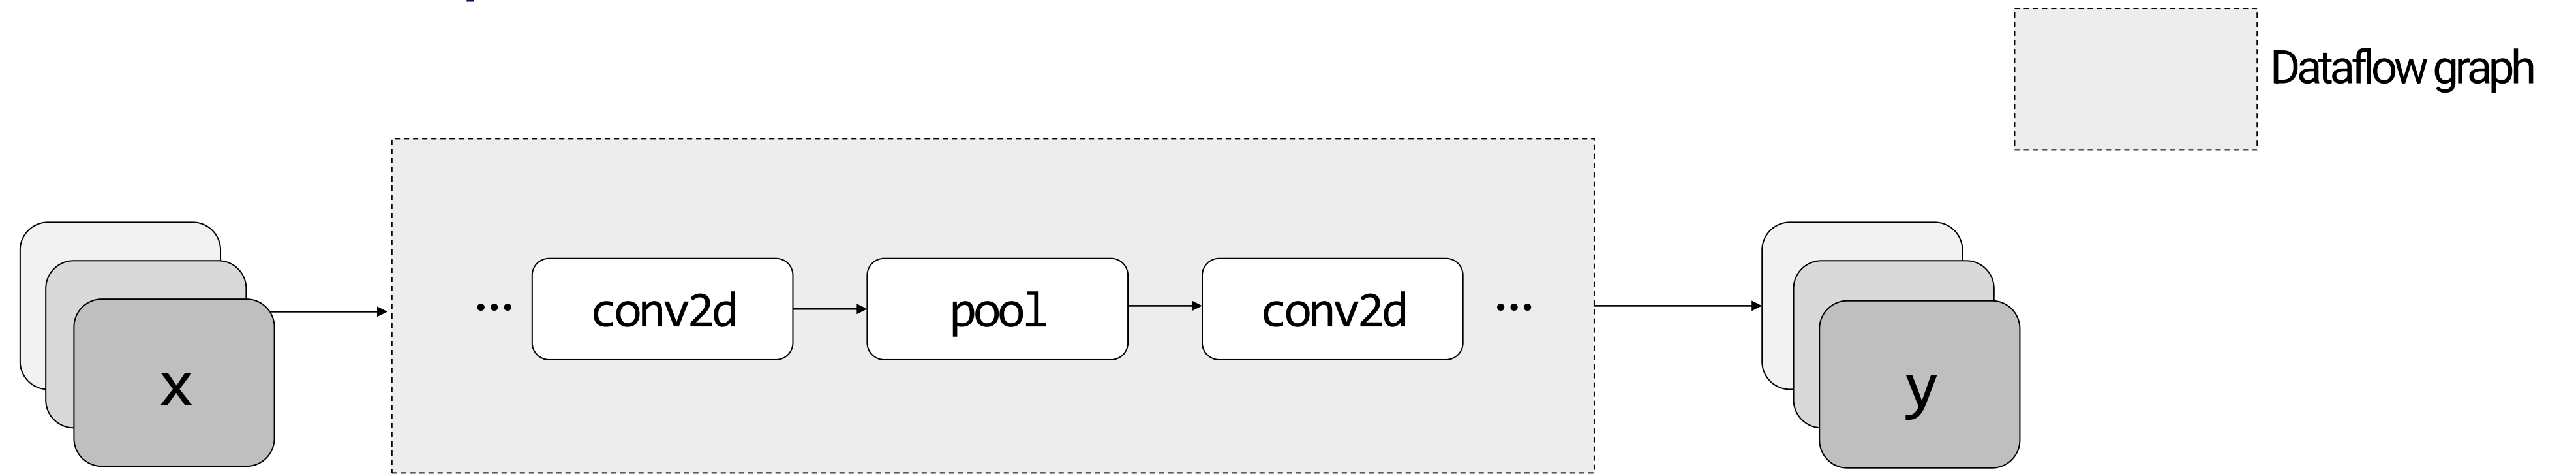 Dataflow graph
... conv2d pool conv2d ...
x
y